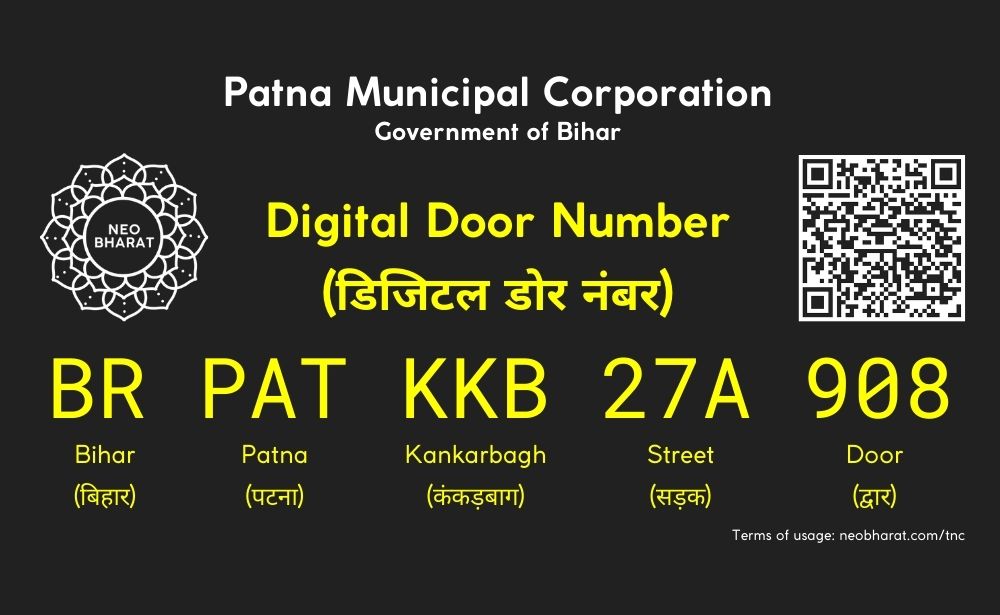 Patna Municipal Corporation
Government of Bihar
NEO
BHARAT
Digital Door Number
(डिजिटल डोर नंबर)
BR PAT KKB 27A 908
Bihar Patna Kankarbagh Street Door
(बिहार) (पटना) (कंकड़बाग) (सड़क) (द्वार)
Terms of usage: neobharat.com/tnc